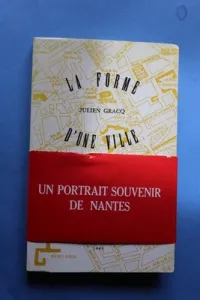 LA FORME
JULIEN GRACQ
D'UNE VILLE
UN PORTRAIT SOUVENIR
DE NANTES